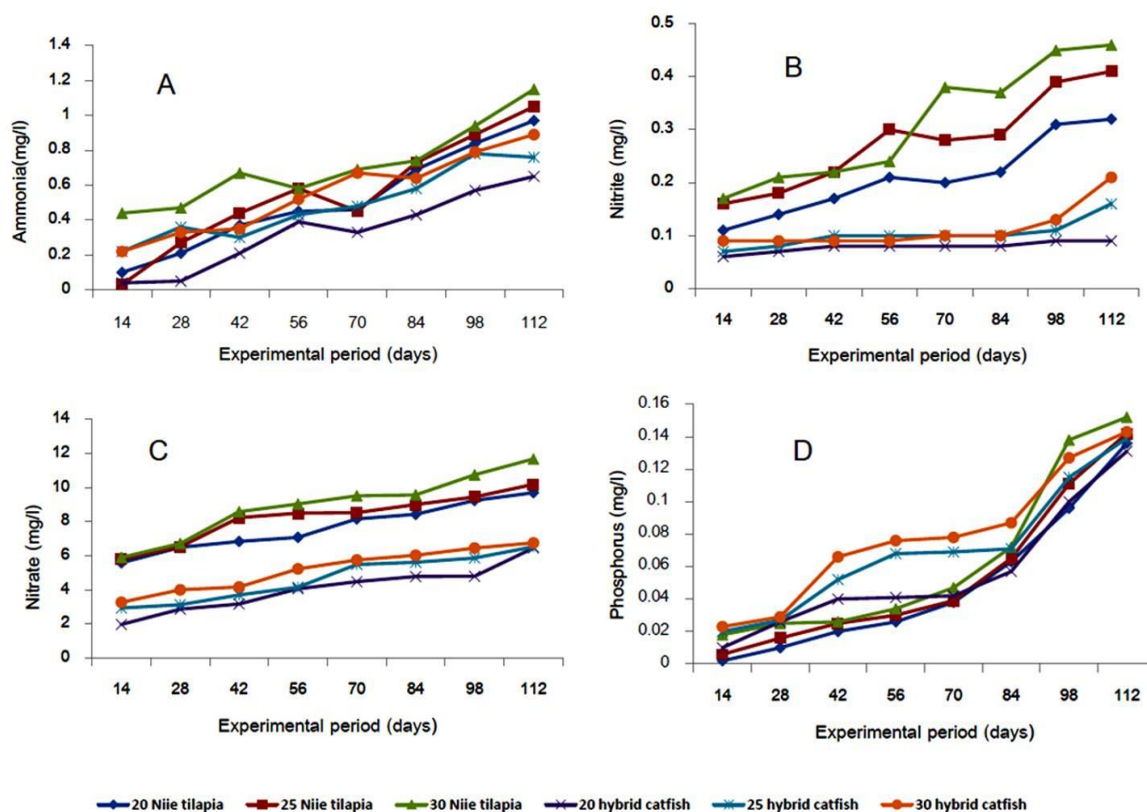 A
Ammonia(mg/l)
1.4
1.2
1
0.8
0.6
0.4
0.2
0
14 28 42 56 70 84 98 112
Experimental period (days)
B
Nitrite (mg/l)
0.5
0.4
0.3
0.2
0.1
0.0
14 28 42 56 70 84 98 112
Experimental period (days)
C
Nitrate (mg/l)
14
12
10
8
6
4
2
0
14 28 42 56 70 84 98 112
Experimental period (days)
D
Phosphorus (mg/l)
0.16
0.14
0.12
0.1
0.08
0.06
0.04
0.02
0
14 28 42 56 70 84 98 112
Experimental period (days)
20 Niie tilapia 25 Niie tilapia 30 Niie tilapia 20 hybrid catfish 25 hybrid catfish 30 hybrid catfish